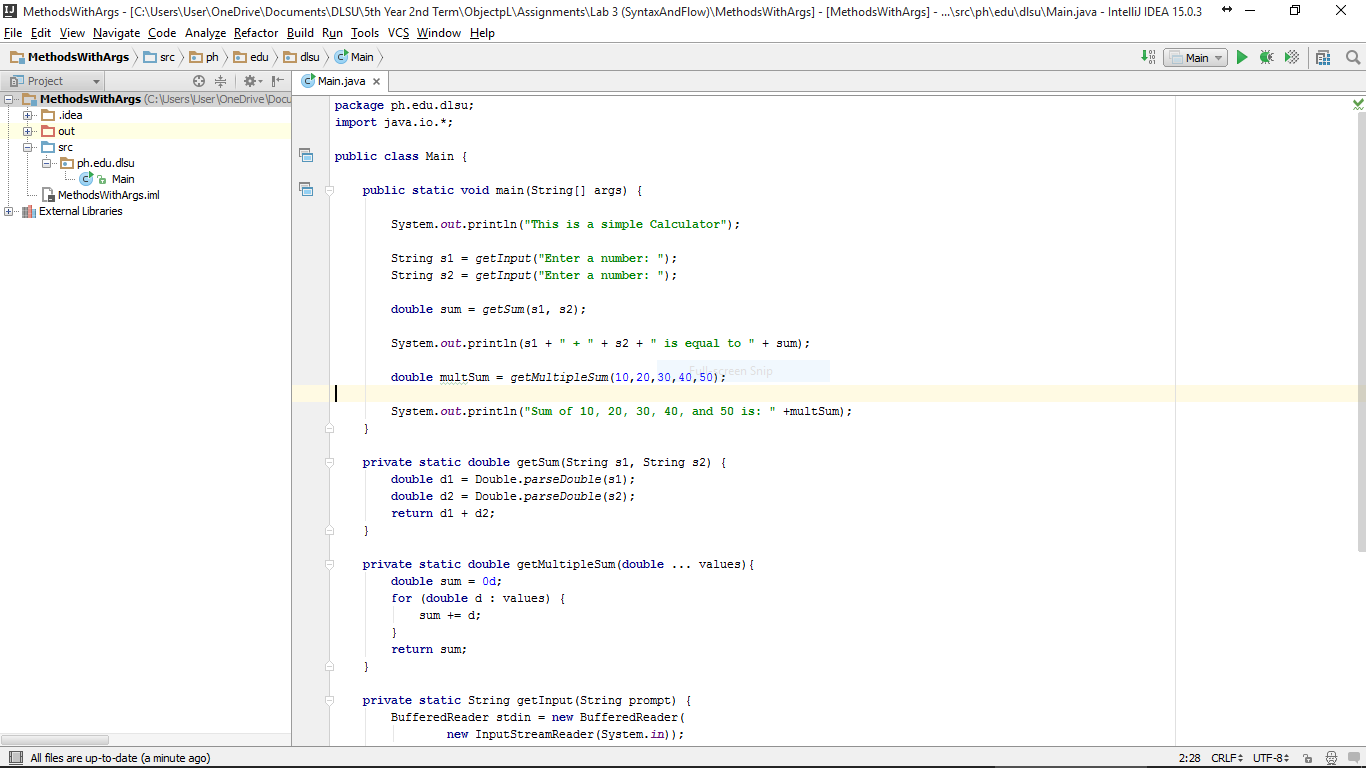 MethodsWithArgs - [C:\Users\User\OneDrive\Documents\DLSU\5th Year 2nd Term\ObjectpL\Assignments\Lab 3 (SyntaxAndFlow)\MethodsWithArgs] - [MethodsWithArgs] - ...\src\ph\edu\dlsu\Main.java - IntelliJ IDEA 15.0.3
File Edit View Navigate Code Analyze Refactor Build Run Tools VCS Window Help
MethodsWithArgs src ph edu dlsu Main Main
Project Main.java
MethodsWithArgs (C:\Users\User\OneDrive\Docu
.idea
out
src
ph.edu.dlsu
Main
MethodsWithArgs.iml
External Libraries
package ph.edu.dlsu;
import java.io.*;
public class Main {
public static void main(String[] args) {
System.out.println("This is a simple Calculator");
String s1 = getInput("Enter a number: ");
String s2 = getInput("Enter a number: ");
double sum = getSum(s1, s2);
System.out.println(s1 + " + " + s2 + " is equal to " + sum);
Full-screen Snip
double multSum = getMultipleSum(10,20,30,40,50);
System.out.println("Sum of 10, 20, 30, 40, and 50 is: " +multSum);
}
private static double getSum(String s1, String s2) {
double d1 = Double.parseDouble(s1);
double d2 = Double.parseDouble(s2);
return d1 + d2;
}
private static double getMultipleSum(double ... values){
double sum = 0d;
for (double d : values) {
sum += d;
}
return sum;
}
private static String getInput(String prompt) {
BufferedReader stdin = new BufferedReader(
new InputStreamReader(System.in));
All files are up-to-date (a minute ago) 2:28 CRLF UTF-8